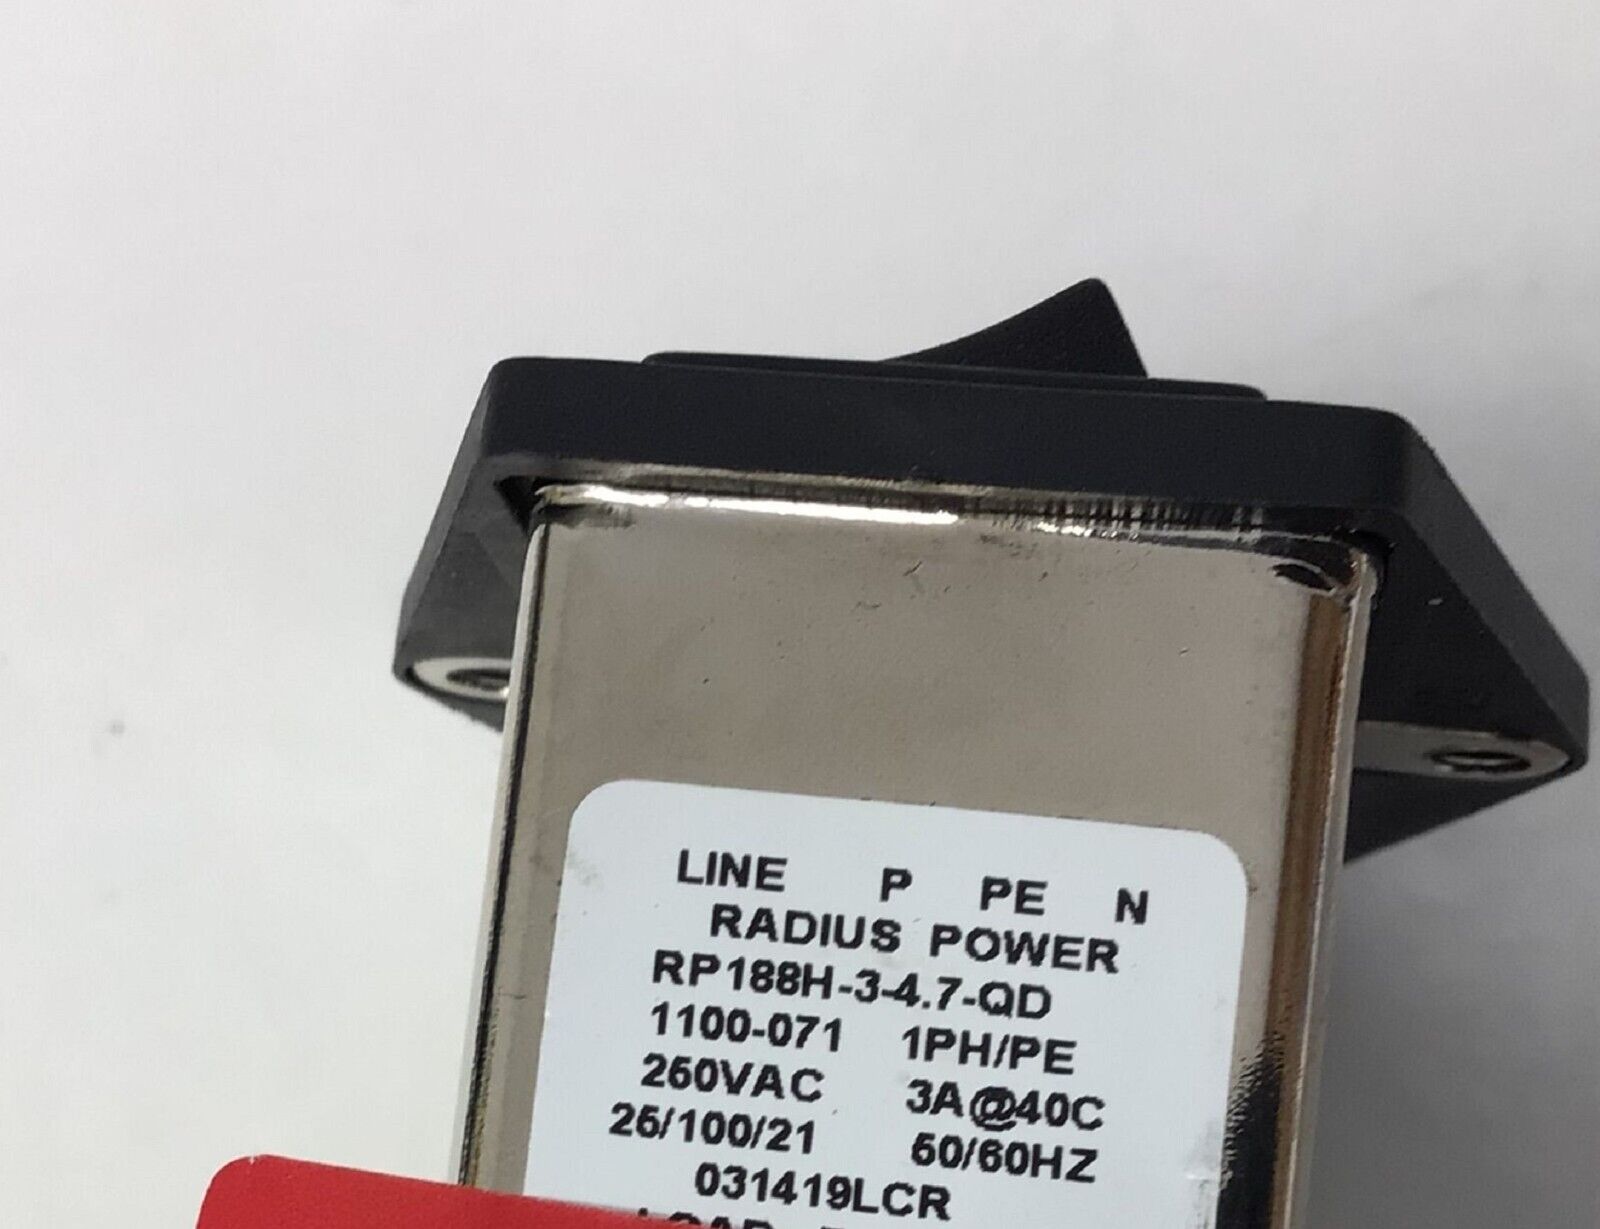 LINE P PE N
RADIUS POWER
RP188H-3-4.7-QD
1100-071 1PH/PE
250VAC 3A@40C
25/100/21 50/60HZ
031419LCR
LOAD